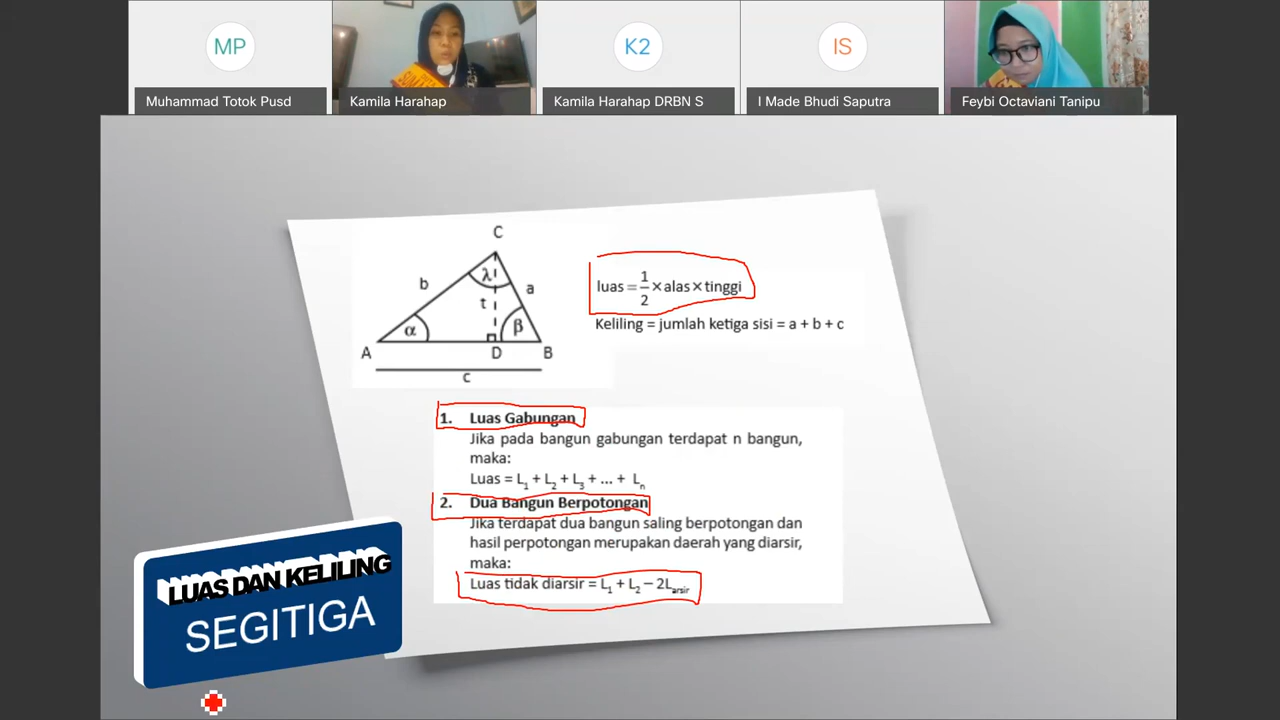 MP
K2
IS
Muhammad Totok Pusd
Kamila Harahap
Kamila Harahap DRBN S
I Made Bhudi Saputra
Feybi Octaviani Tanipu
C
b
λ
a
t
α
β
A
D
B
c
luas = 1/2 × alas × tinggi
Keliling = jumlah ketiga sisi = a + b + c
1. Luas Gabungan
Jika pada bangun gabungan terdapat n bangun,
maka:
Luas = L₁ + L₂ + L₃ + ... + Lₙ
2. Dua Bangun Berpotongan
Jika terdapat dua bangun saling berpotongan dan
hasil perpotongan merupakan daerah yang diarsir,
maka:
Luas tidak diarsir = L₁ + L₂ – 2L arsir
LUAS DAN KELILING
SEGITIGA